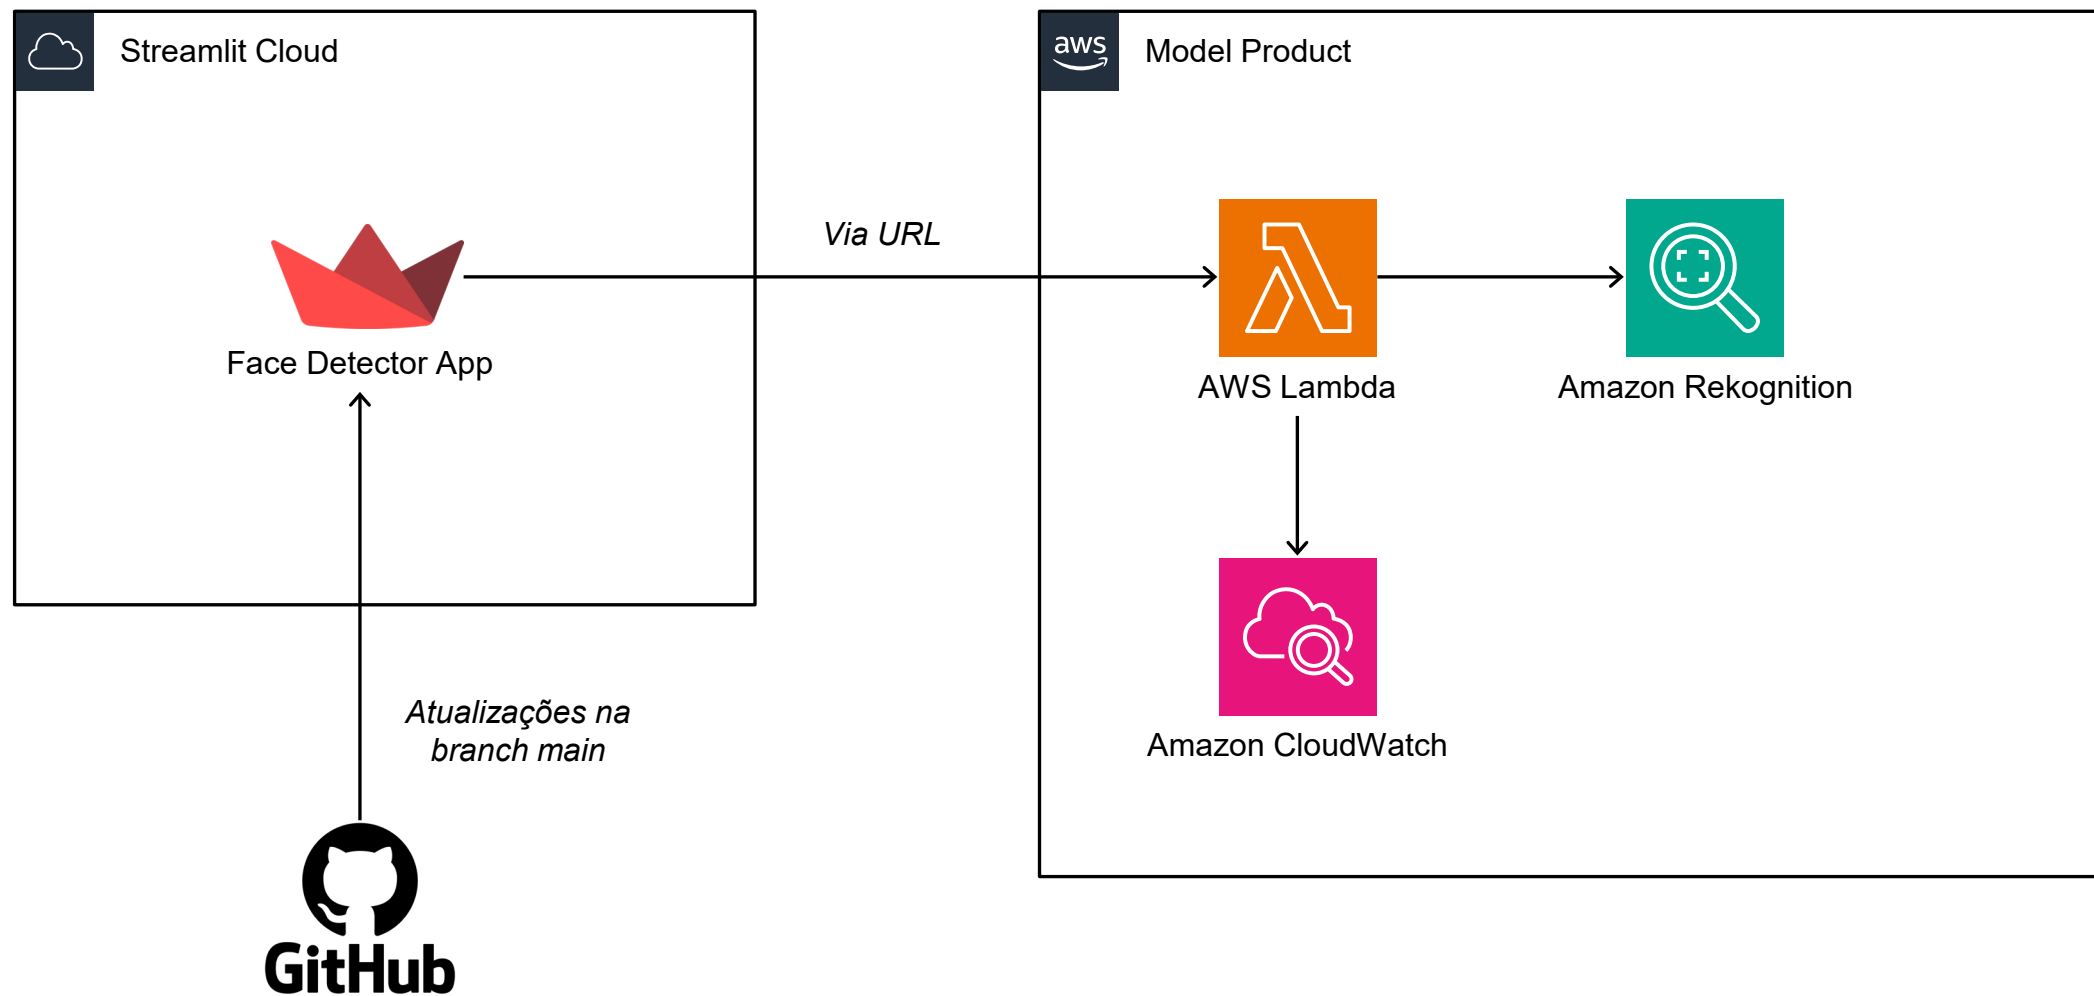 Streamlit Cloud
aws
Model Product
Via URL
Face Detector App
AWS Lambda
Amazon Rekognition
Atualizações na
branch main
Amazon CloudWatch
GitHub